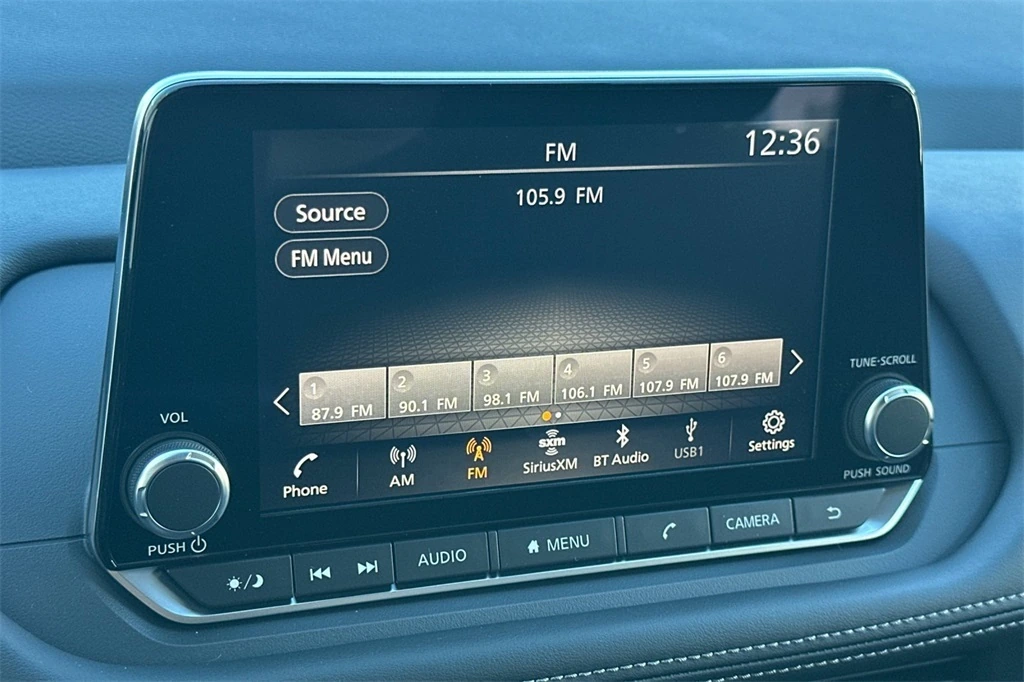 FM
12:36
105.9 FM
Source
FM Menu
1
87.9 FM
2
90.1 FM
3
98.1 FM
4
106.1 FM
5
107.9 FM
6
107.9 FM
Phone
AM
FM
sxm
SiriusXM
BT Audio
USB1
Settings
VOL
PUSH
TUNE·SCROLL
PUSH SOUND
AUDIO
MENU
CAMERA